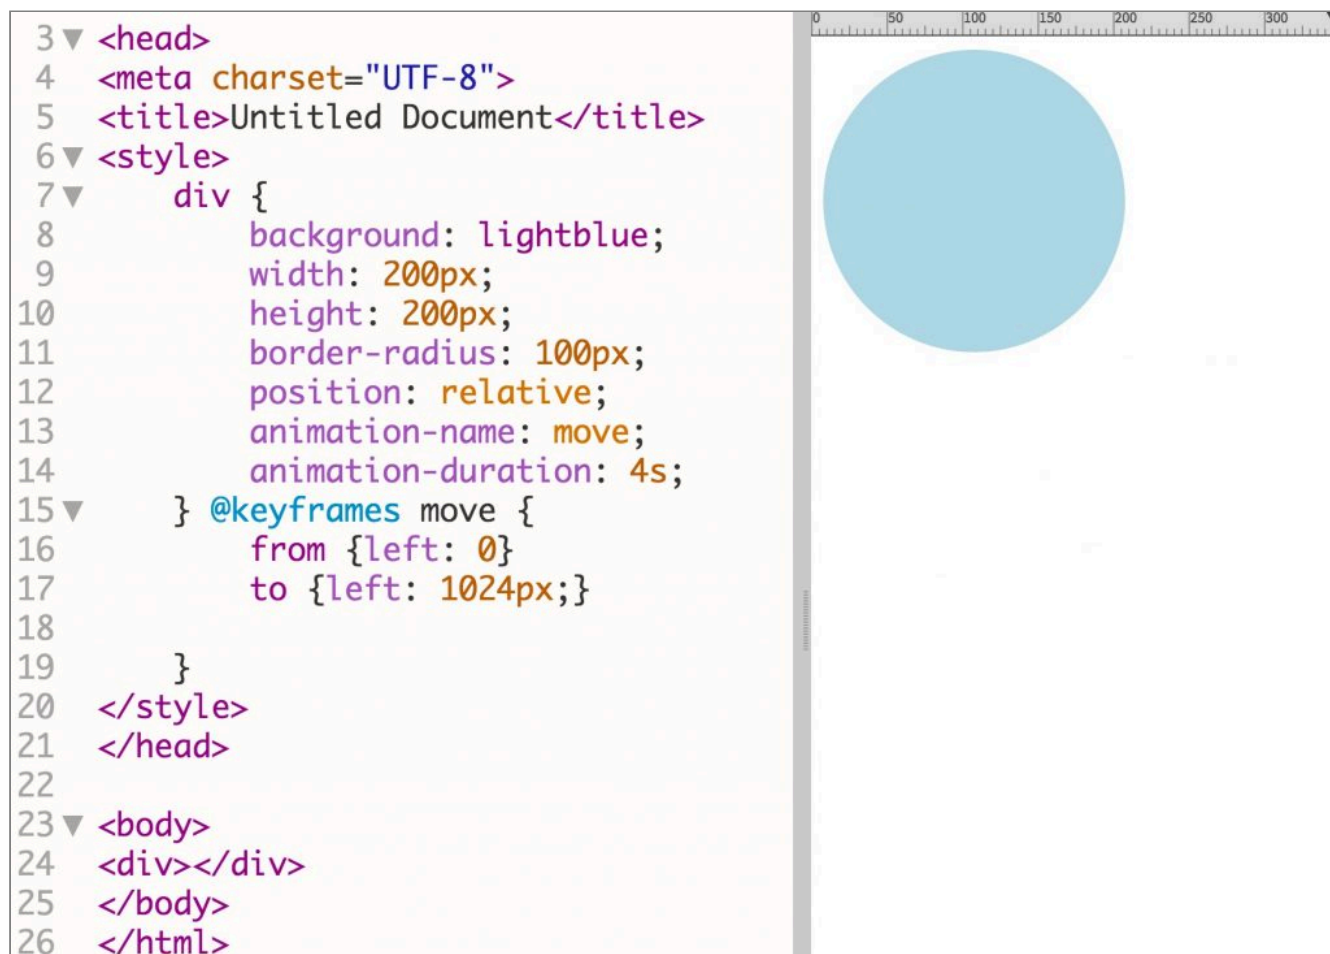 3 ▼ <head>
4 <meta charset="UTF-8">
5 <title>Untitled Document</title>
6 ▼ <style>
7 ▼ div {
8 background: lightblue;
9 width: 200px;
10 height: 200px;
11 border-radius: 100px;
12 position: relative;
13 animation-name: move;
14 animation-duration: 4s;
15 ▼ } @keyframes move {
16 from {left: 0}
17 to {left: 1024px;}
18
19 }
20 </style>
21 </head>
22
23 ▼ <body>
24 <div></div>
25 </body>
26 </html>
0 50 100 150 200 250 300